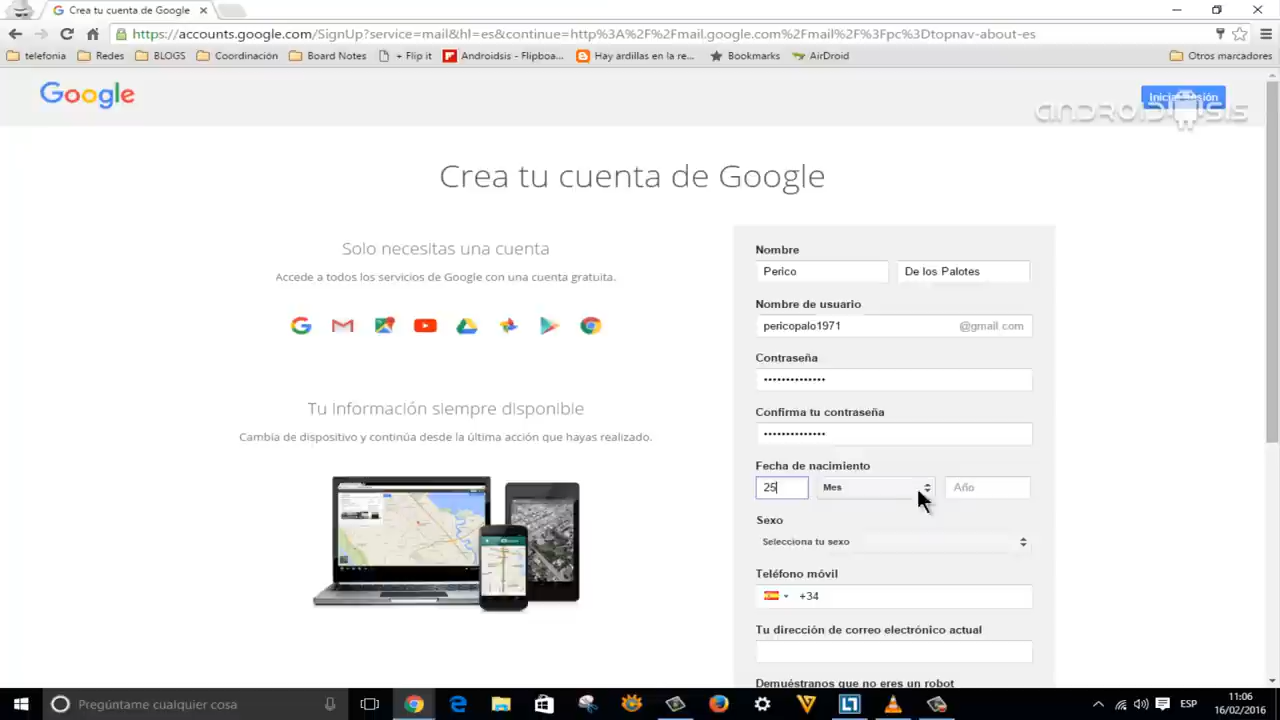 Crea tu cuenta de Google
https://accounts.google.com/SignUp?service=mail&hl=es&continue=http%3A%2F%2Fmail.google.com%2Fmail%2F%3Fpc%3Dtopnav-about-es
telefonia Redes BLOGS Coordinación Board Notes + Flip it Androidsis - Flipboa... Hay ardillas en la re... Bookmarks AirDroid Otros marcadores
Google
Iniciar sesión
ANDROIDSIS
Crea tu cuenta de Google
Solo necesitas una cuenta
Accede a todos los servicios de Google con una cuenta gratuita.
Tu información siempre disponible
Cambia de dispositivo y continúa desde la última acción que hayas realizado.
Nombre
Perico De los Palotes
Nombre de usuario
pericopalo1971 @gmail.com
Contraseña
••••••••••••••
Confirma tu contraseña
••••••••••••••
Fecha de nacimiento
25 Mes Año
Sexo
Selecciona tu sexo
Teléfono móvil
+34
Tu dirección de correo electrónico actual
Demuéstranos que no eres un robot
Pregúntame cualquier cosa
ESP
11:06
16/02/2016